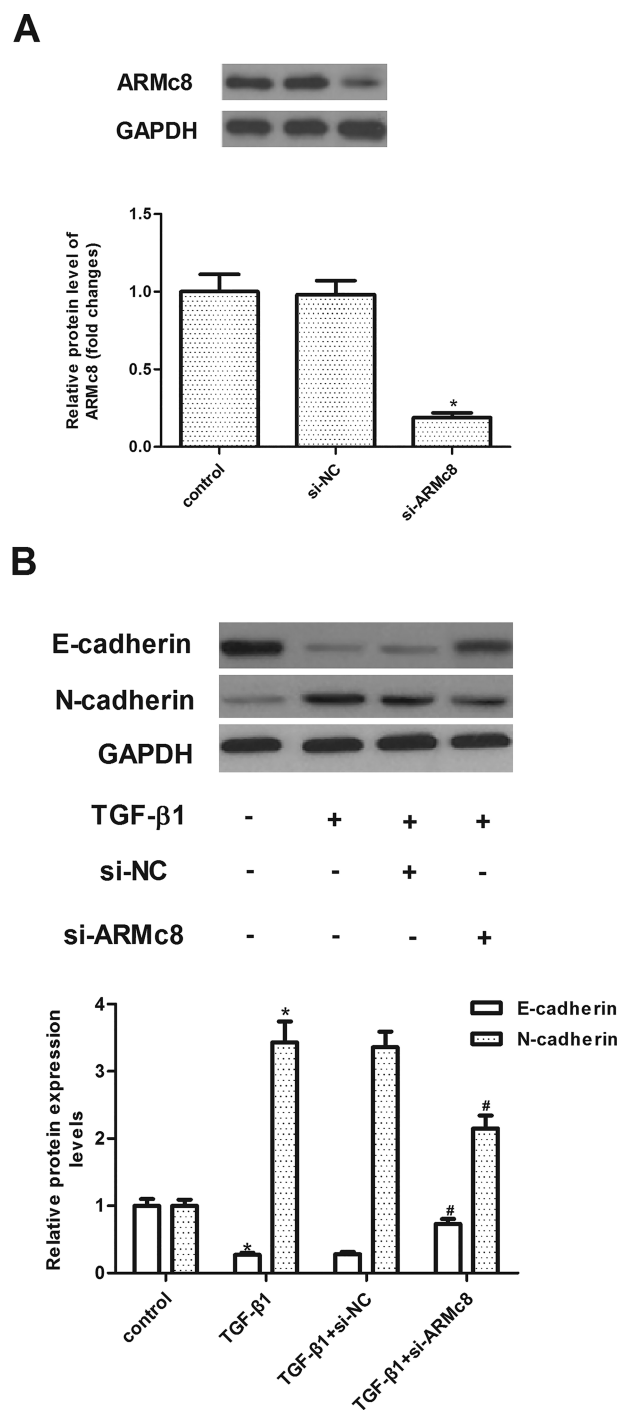 A
ARMc8
GAPDH
Relative protein level of
ARMc8 (fold changes)
1.5
1.0
0.5
0.0
*
control
si-NC
si-ARMc8
B
E-cadherin
N-cadherin
GAPDH
TGF-β1 - + + +
si-NC - - + -
si-ARMc8 - - - +
Relative protein expression
levels
4
3
2
1
0
E-cadherin
N-cadherin
*
*
#
#
control
TGF-β1
TGF-β1+si-NC
TGF-β1+si-ARMc8